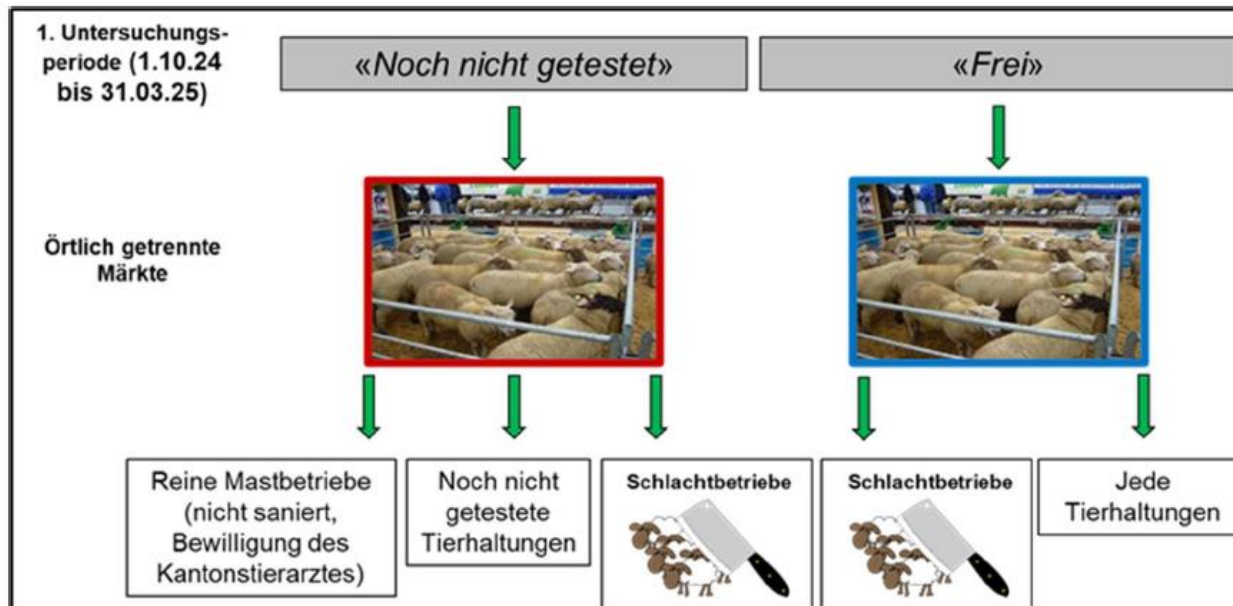 1. Untersuchungs-
periode (1.10.24
bis 31.03.25)
«Noch nicht getestet»
«Frei»
Örtlich getrennte
Märkte
Reine Mastbetriebe
(nicht saniert,
Bewilligung des
Kantonstierarztes)
Noch nicht
getestete
Tierhaltungen
Schlachtbetriebe
Schlachtbetriebe
Jede
Tierhaltungen